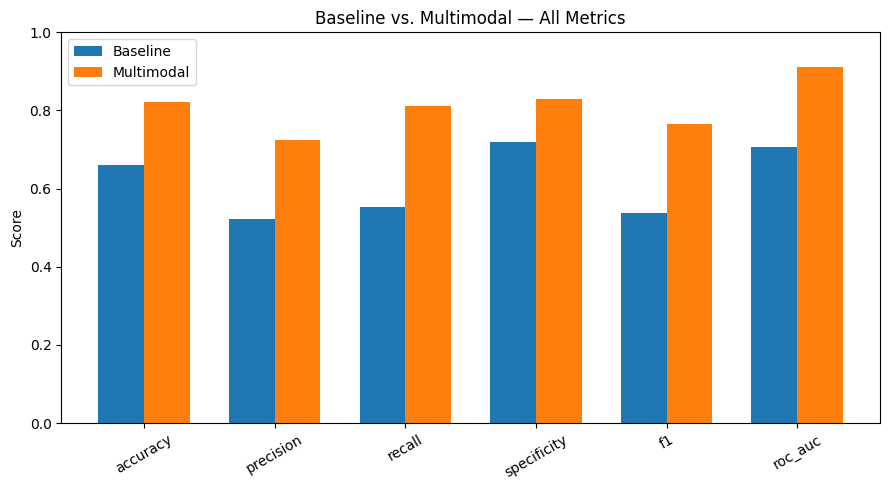 Baseline vs. Multimodal — All Metrics
Baseline
Multimodal
Score
1.0
0.8
0.6
0.4
0.2
0.0
accuracy
precision
recall
specificity
f1
roc_auc